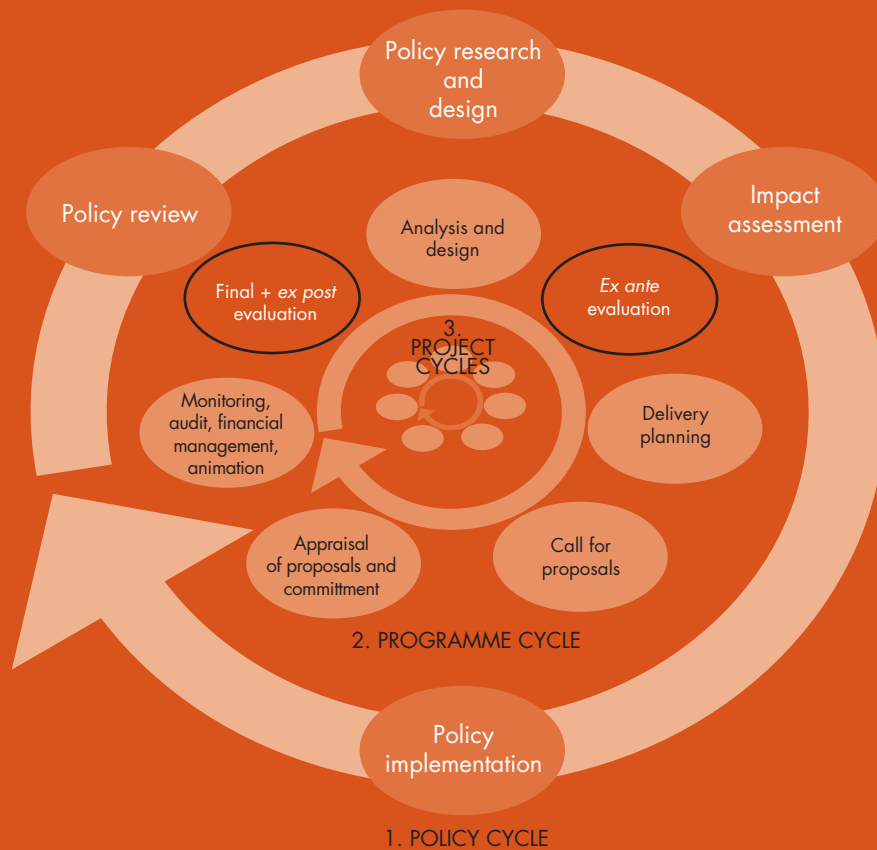 Policy research
and
design
Policy review
Impact
assessment
Analysis and
design
Final + ex post
evaluation
Ex ante
evaluation
3.
PROJECT
CYCLES
Monitoring,
audit, financial
management,
animation
Delivery
planning
Appraisal
of proposals and
committment
Call for
proposals
2. PROGRAMME CYCLE
Policy
implementation
1. POLICY CYCLE